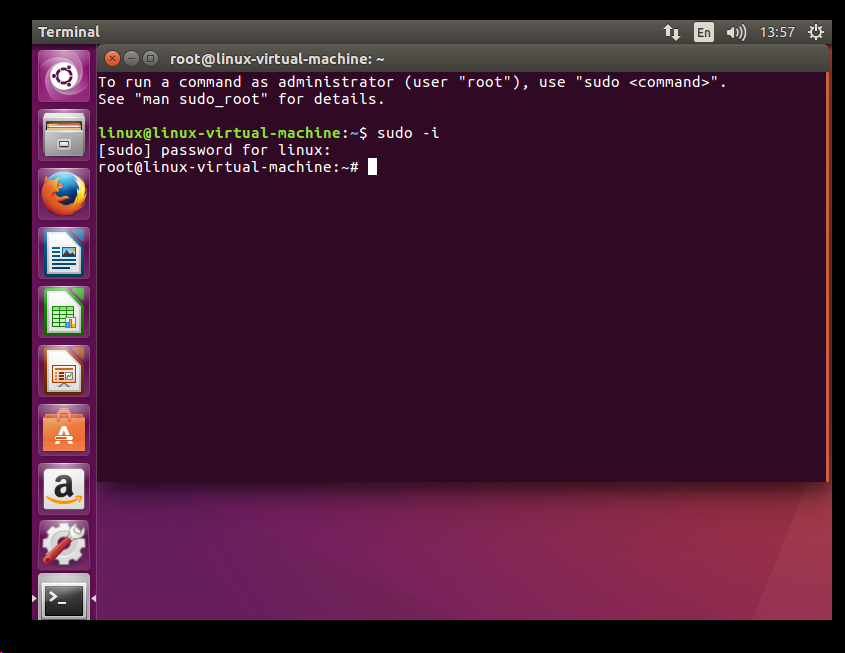 Terminal
En
13:57
root@linux-virtual-machine: ~
To run a command as administrator (user "root"), use "sudo <command>".
See "man sudo_root" for details.
linux@linux-virtual-machine:~$ sudo -i
[sudo] password for linux:
root@linux-virtual-machine:~#
a
>_